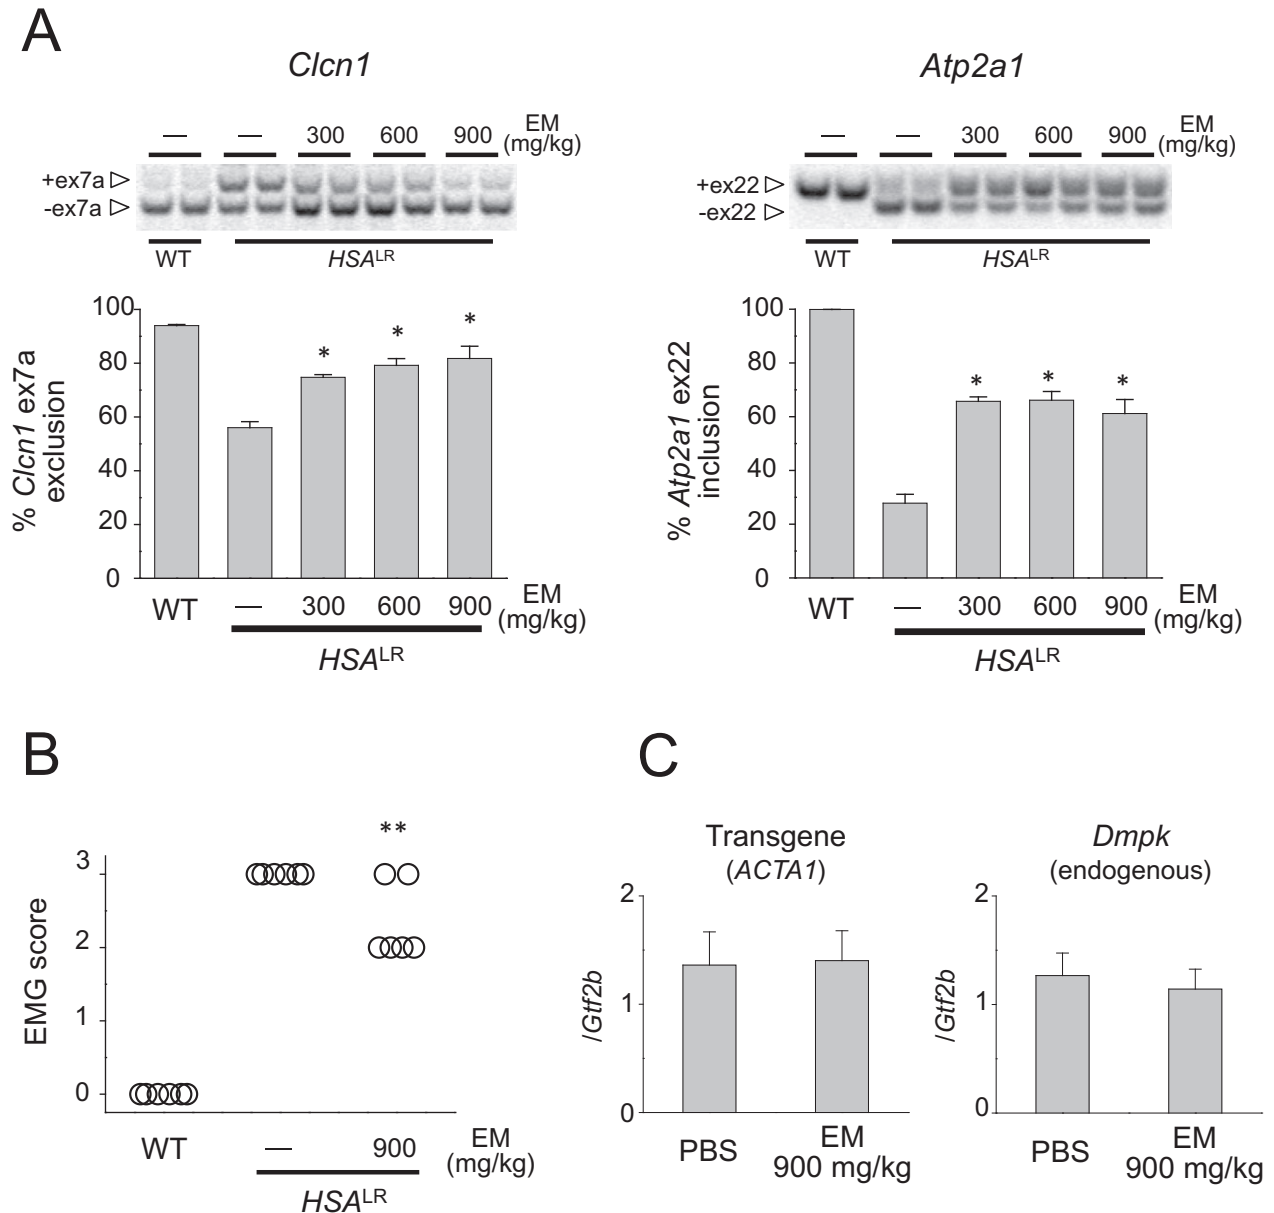 A
Clcn1
— — 300 600 900 EM
(mg/kg)
+ex7a
-ex7a
WT HSALR
100
80
60
40
20
0
% Clcn1 ex7a
exclusion
* * *
WT — 300 600 900 EM
(mg/kg)
HSALR
Atp2a1
— — 300 600 900 EM
(mg/kg)
+ex22
-ex22
WT HSALR
100
80
60
40
20
0
% Atp2a1 ex22
inclusion
* * *
WT — 300 600 900 EM
(mg/kg)
HSALR
B
**
3
2
1
0
EMG score
WT — 900 EM
(mg/kg)
HSALR
C
Transgene
(ACTA1)
2
1
0
/Gtf2b
PBS EM
900 mg/kg
Dmpk
(endogenous)
2
1
0
/Gtf2b
PBS EM
900 mg/kg